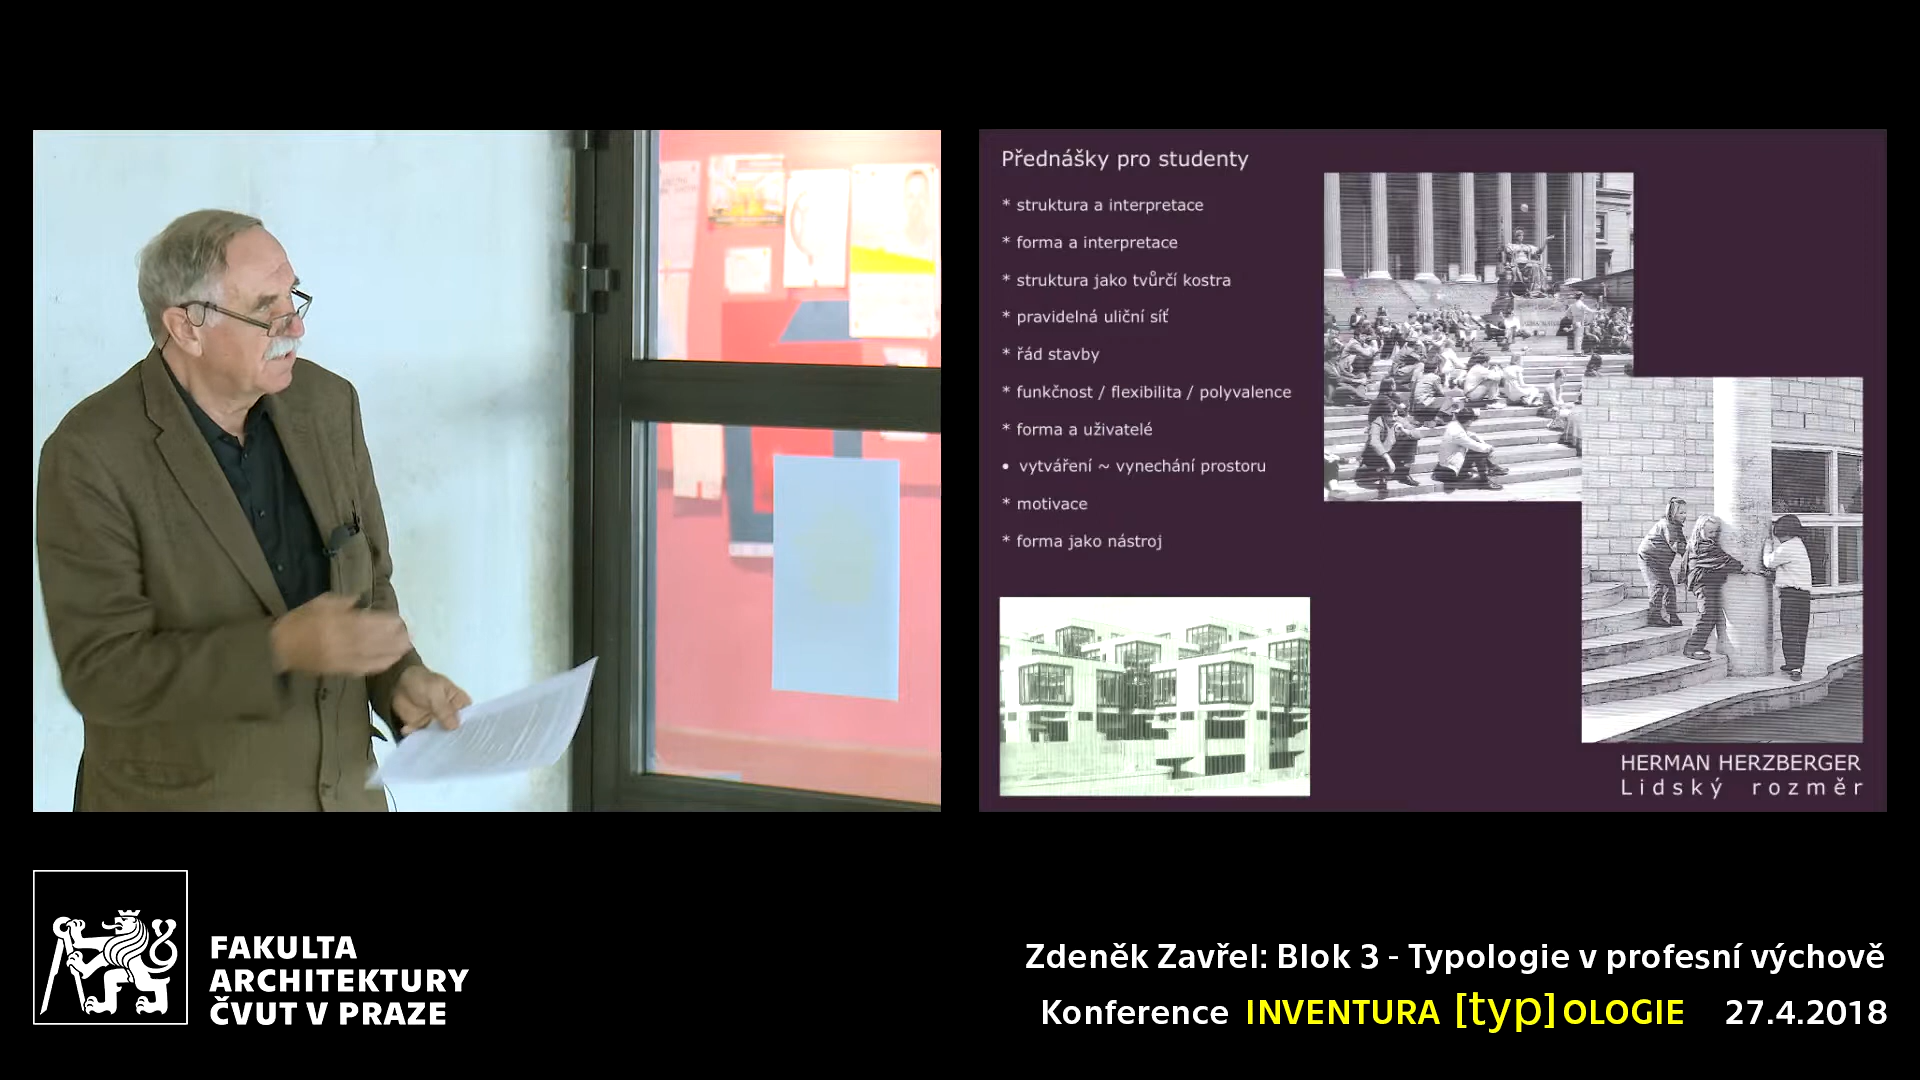 Přednášky pro studenty
* struktura a interpretace
* forma a interpretace
* struktura jako tvůrčí kostra
* pravidelná uliční síť
* řád stavby
* funkčnost / flexibilita / polyvalence
* forma a uživatelé
• vytváření ~ vynechání prostoru
* motivace
* forma jako nástroj
HERMAN HERZBERGER
Lidský rozměr
FAKULTA
ARCHITEKTURY
ČVUT V PRAZE
Zdeněk Zavřel: Blok 3 - Typologie v profesní výchově
Konference INVENTURA [typ]OLOGIE 27.4.2018